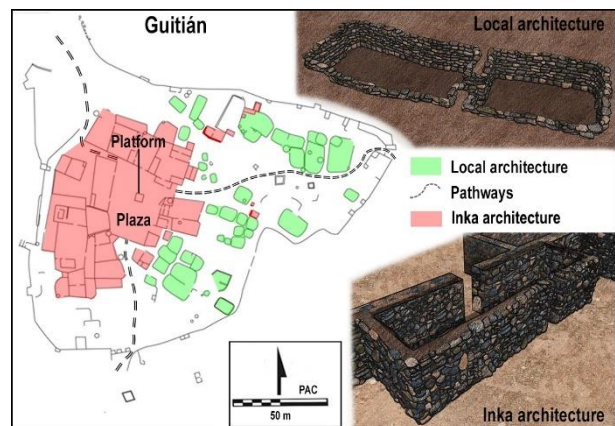 Guitián
Local architecture
Platform
Plaza
Local architecture
Pathways
Inka architecture
PAC
50 m
Inka architecture